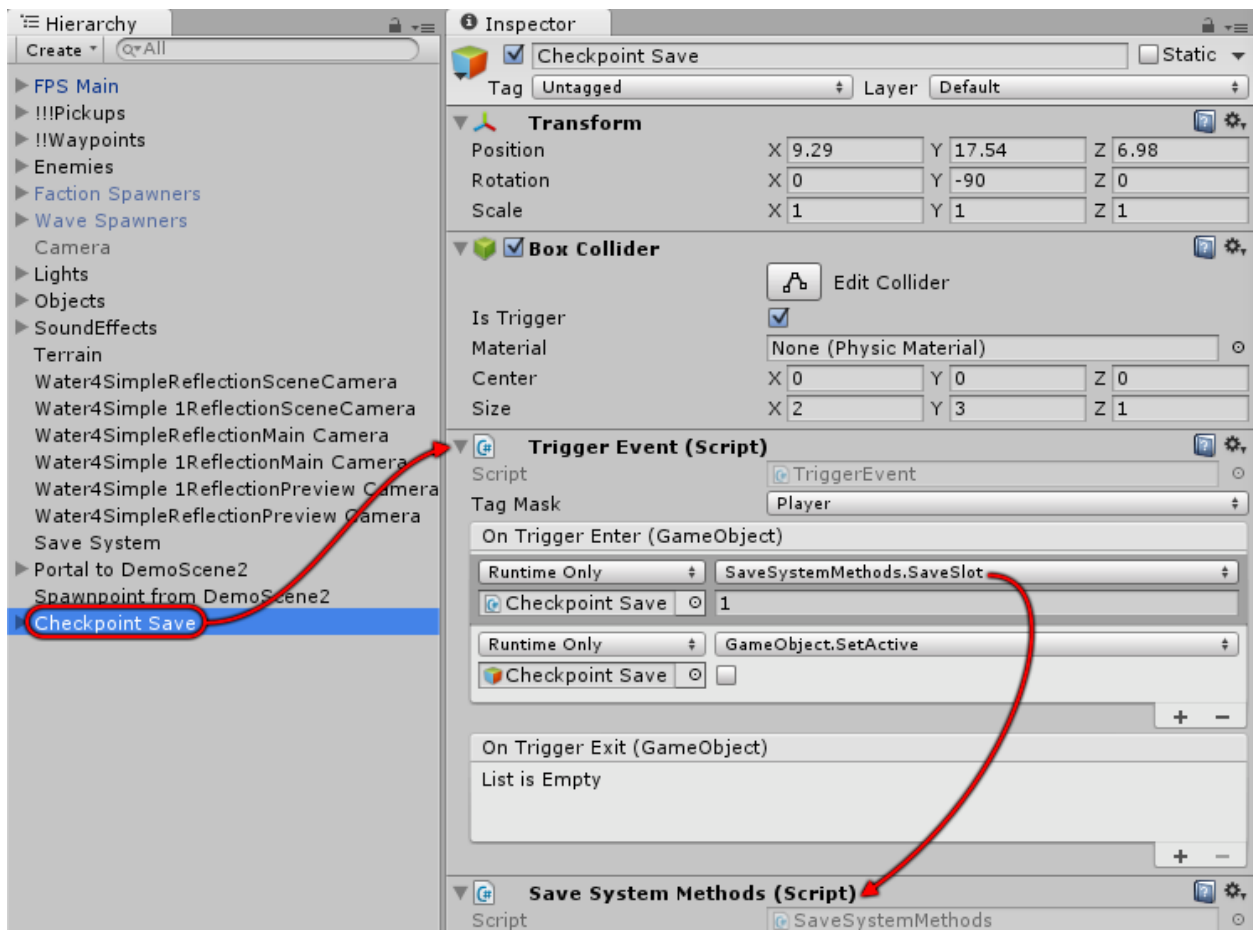 Hierarchy
Create
All
FPS Main
!!!Pickups
!!Waypoints
Enemies
Faction Spawners
Wave Spawners
Camera
Lights
Objects
SoundEffects
Terrain
Water4SimpleReflectionSceneCamera
Water4Simple 1ReflectionSceneCamera
Water4SimpleReflectionMain Camera
Water4Simple 1ReflectionMain Camera
Water4Simple 1ReflectionPreview Camera
Water4SimpleReflectionPreview Camera
Save System
Portal to DemoScene2
Spawnpoint from DemoScene2
Checkpoint Save
Inspector
Checkpoint Save Static
Tag Untagged Layer Default
Transform
Position X 9.29 Y 17.54 Z 6.98
Rotation X 0 Y -90 Z 0
Scale X 1 Y 1 Z 1
Box Collider
Edit Collider
Is Trigger
Material None (Physic Material)
Center X 0 Y 0 Z 0
Size X 2 Y 3 Z 1
Trigger Event (Script)
Script TriggerEvent
Tag Mask Player
On Trigger Enter (GameObject)
Runtime Only SaveSystemMethods.SaveSlot
Checkpoint Save 1
Runtime Only GameObject.SetActive
Checkpoint Save
On Trigger Exit (GameObject)
List is Empty
Save System Methods (Script)
Script SaveSystemMethods